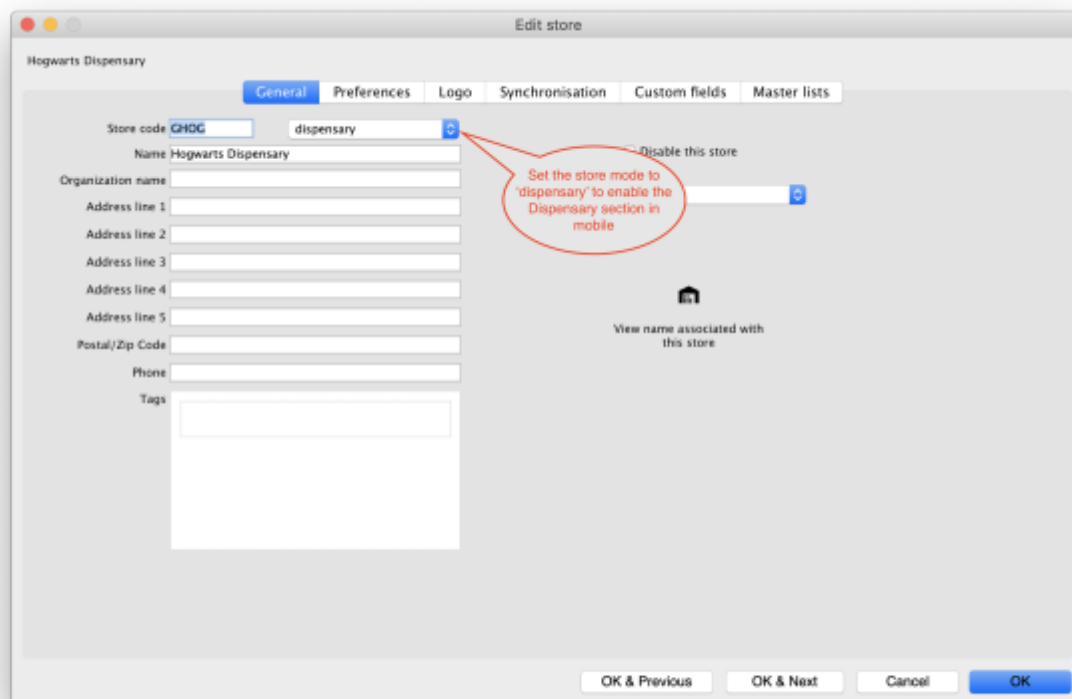 Edit store
Hogwarts Dispensary
General Preferences Logo Synchronisation Custom fields Master lists
Store code GHOG dispensary
Disable this store
Name Hogwarts Dispensary
Organization name
Set the store mode to
'dispensary' to enable the
Dispensary section in
mobile
Address line 1
Address line 2
Address line 3
Address line 4
Address line 5
View name associated with
this store
Postal/Zip Code
Phone
Tags
OK & Previous OK & Next Cancel OK